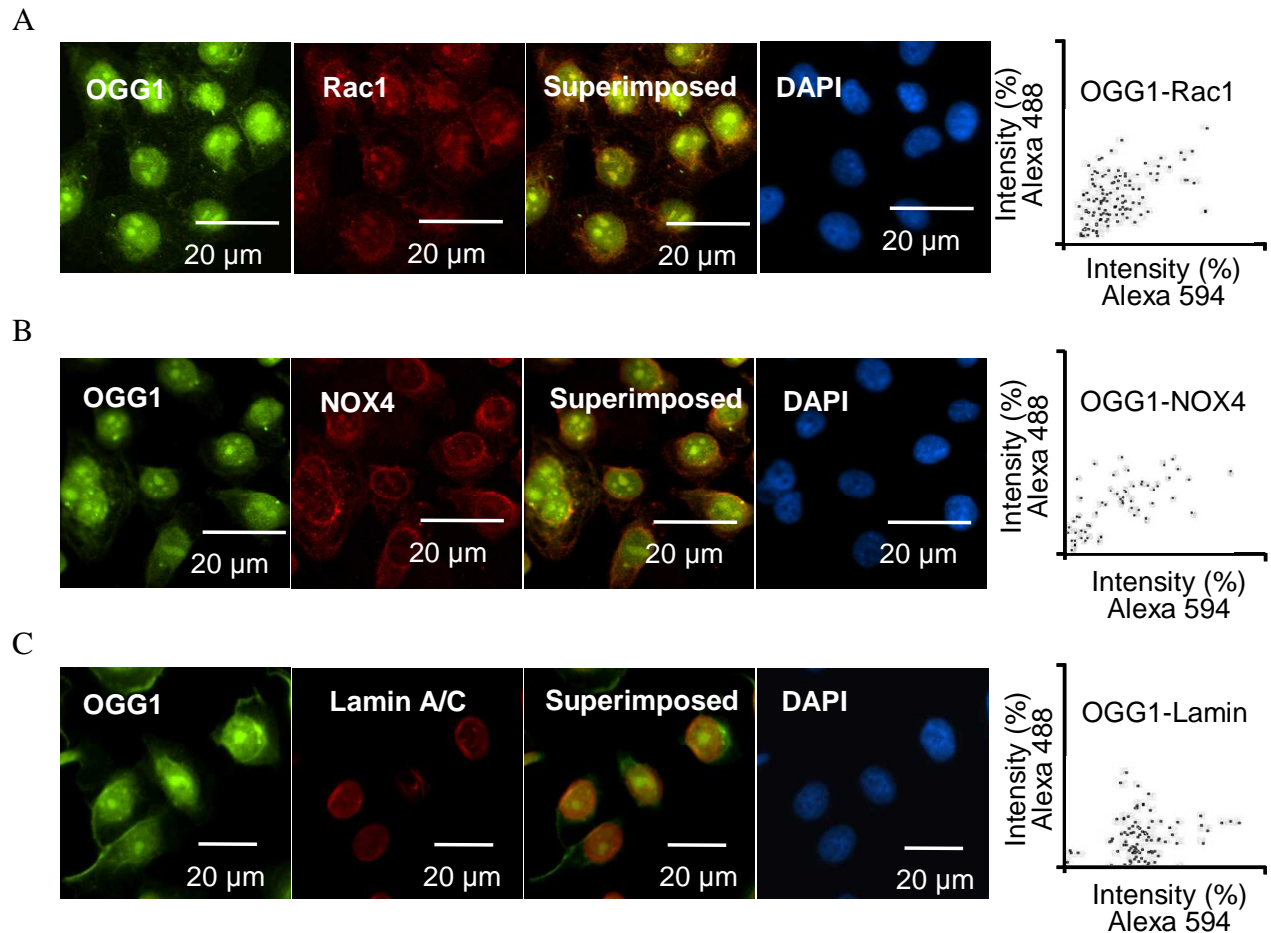 A
OGG1
Rac1
Superimposed
DAPI
20 µm
20 µm
20 µm
20 µm
Intensity (%)
Alexa 488
OGG1-Rac1
Intensity (%)
Alexa 594
B
OGG1
NOX4
Superimposed
DAPI
20 µm
20 µm
20 µm
20 µm
Intensity (%)
Alexa 488
OGG1-NOX4
Intensity (%)
Alexa 594
C
OGG1
Lamin A/C
Superimposed
DAPI
20 µm
20 µm
20 µm
20 µm
Intensity (%)
Alexa 488
OGG1-Lamin
Intensity (%)
Alexa 594